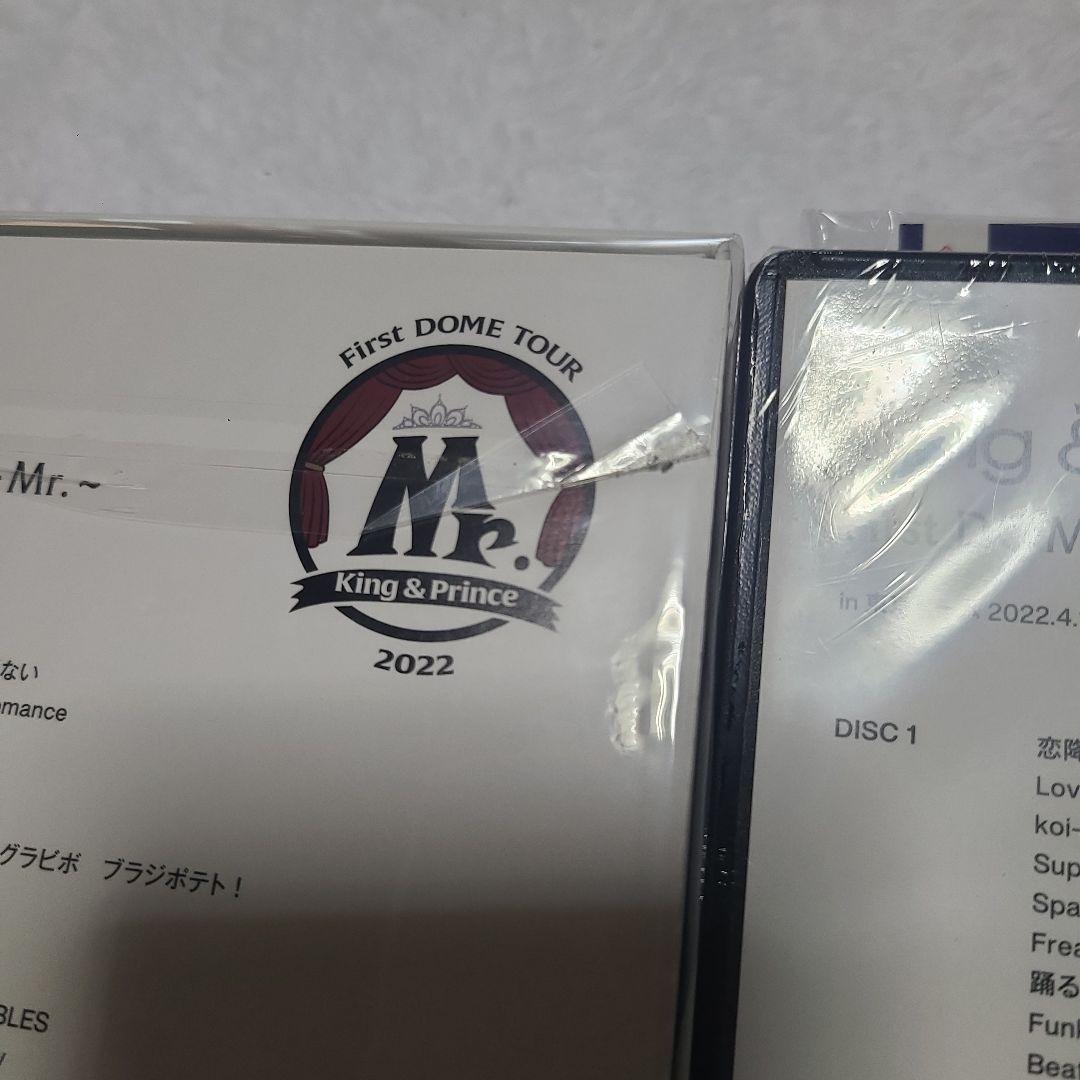 First DOME TOUR
Mr.
King & Prince
2022
Mr.~
ない
mance
グラビボ ブラジポテト!
BLES
in
2022.4.
DISC 1
恋降
Lov
koi-
Sup
Spa
Frea
踊る
Funk
Beat